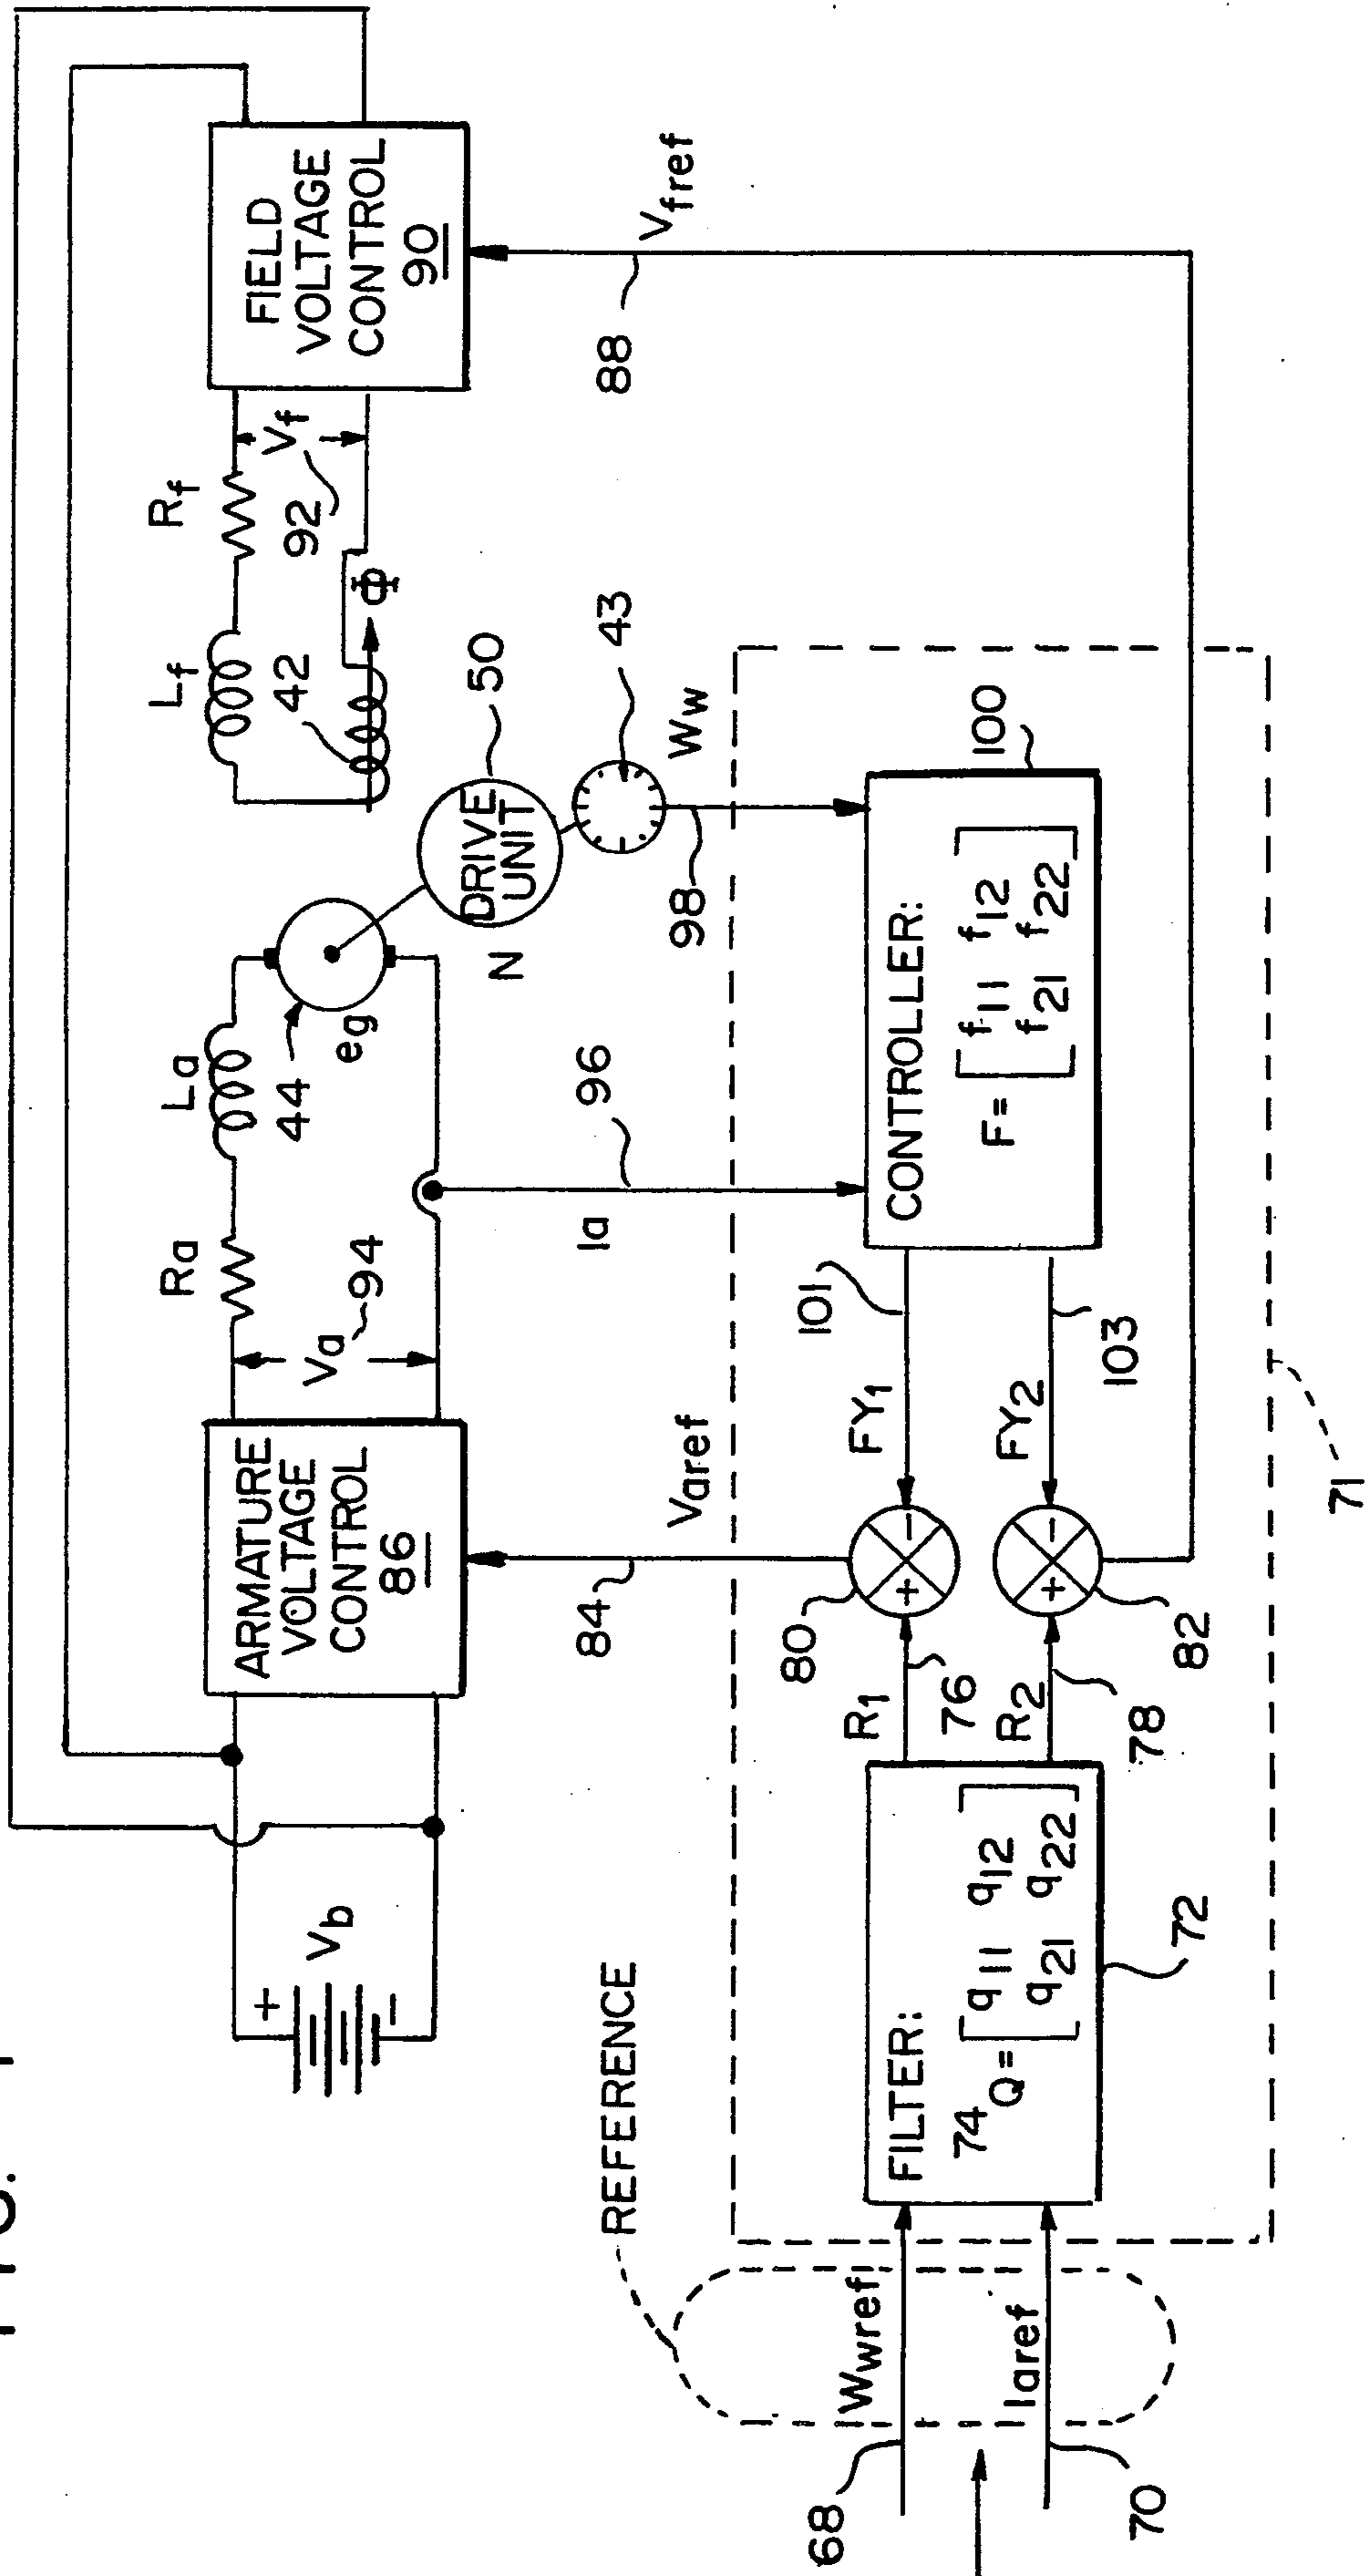 FIELD
VOLTAGE
CONTROL
90
Rf
Lf
Vf
92
42
Φ
Vfref
88
50
DRIVE
UNIT
N
43
Ww
98
La
44
eg
Ra
Va
94
96
Ia
ARMATURE
VOLTAGE
CONTROL
86
Varef
84
Vb
+
−
100
CONTROLLER:
F = [ f11 f12
f21 f22 ]
101
FY1
103
FY2
80
+ −
82
+ −
R1
76
R2
78
FILTER:
74
Q = [ q11 q12
q21 q22 ]
72
71
REFERENCE
Wwref
Iaref
68
70